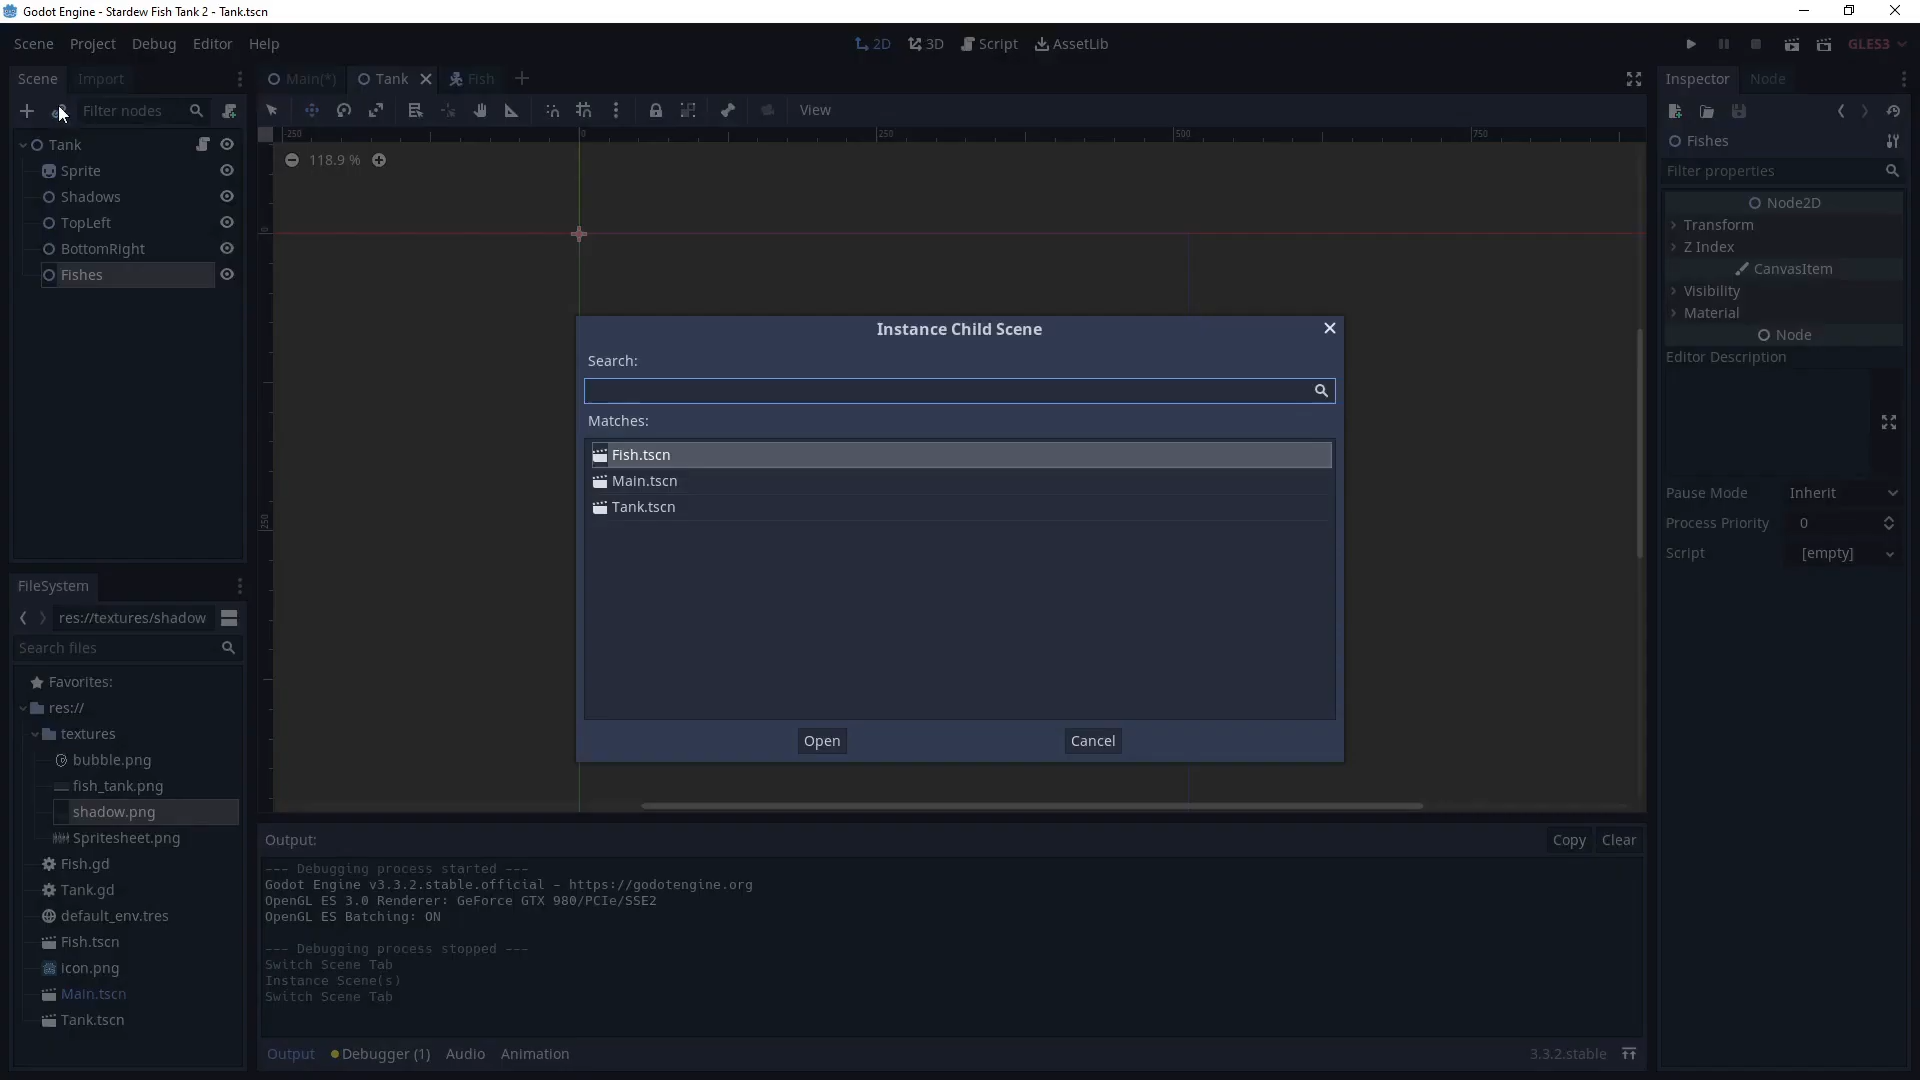 Godot Engine - Stardew Fish Tank 2 - Tank.tscn
Scene Project Debug Editor Help
2D 3D Script AssetLib
GLES3
Scene Import
Main(*) Tank Fish
Inspector Node
Filter nodes
View
Fishes
Filter properties
Tank
Sprite
Shadows
TopLeft
BottomRight
Fishes
-250 0 250 500 750
0
250
118.9 %
Node2D
Transform
Z Index
CanvasItem
Visibility
Material
Node
Editor Description
Pause Mode Inherit
Process Priority 0
Script [empty]
Instance Child Scene
Search:
Matches:
Fish.tscn
Main.tscn
Tank.tscn
Open Cancel
FileSystem
res://textures/shadow
Search files
Favorites:
res://
textures
bubble.png
fish_tank.png
shadow.png
Spritesheet.png
Fish.gd
Tank.gd
default_env.tres
Fish.tscn
icon.png
Main.tscn
Tank.tscn
Output:
Copy Clear
--- Debugging process started ---
Godot Engine v3.3.2.stable.official - https://godotengine.org
OpenGL ES 3.0 Renderer: GeForce GTX 980/PCIe/SSE2
OpenGL ES Batching: ON
--- Debugging process stopped ---
Switch Scene Tab
Instance Scene(s)
Switch Scene Tab
Output Debugger (1) Audio Animation
3.3.2.stable